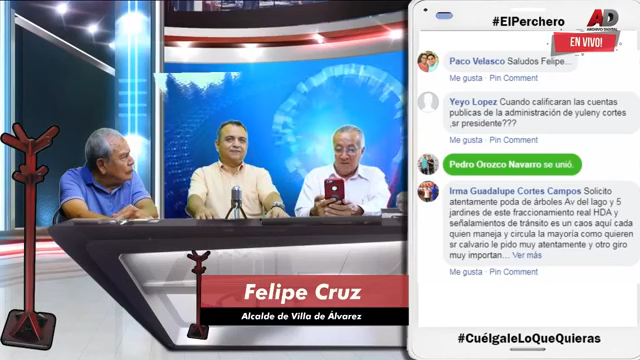 #ElPerchero
AD
ARCHIVO DIGITAL
EN VIVO!
Paco Velasco Saludos Felipe...
Me gusta · Pin Comment
Yeyo Lopez Cuando calificaran las cuentas
publicas de la administración de yuleny cortes
,sr presidente???
Me gusta · Pin Comment
Pedro Orozco Navarro se unió.
Irma Guadalupe Cortes Campos Solicito
atentamente poda de árboles Av del lago y 5
jardines de este fraccionamiento real HDA y
señalamientos de tránsito es un caos aquí cada
quien maneja y circula la mayoría como quieren
sr calvario le pido muy atentamente y otro giro
muy importan... Ver más
Me gusta · Pin Comment
Felipe Cruz
Alcalde de Villa de Álvarez
#CuélgaleLoQueQuieras